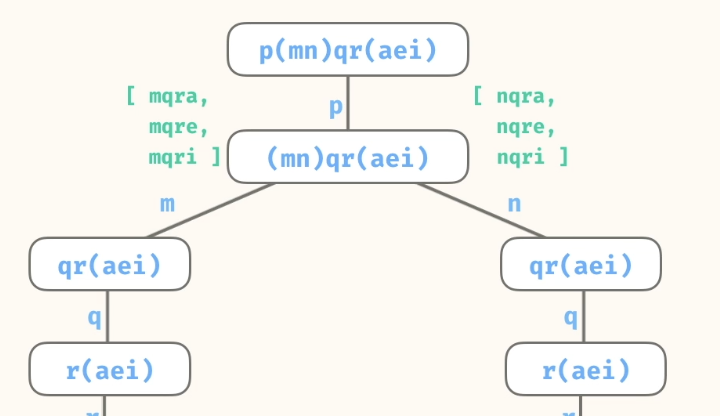 p(mn)qr(aei)
p
[ mqra,
mqre,
mqri ]
[ nqra,
nqre,
nqri ]
(mn)qr(aei)
m
n
qr(aei)
qr(aei)
q
q
r(aei)
r(aei)
r
r